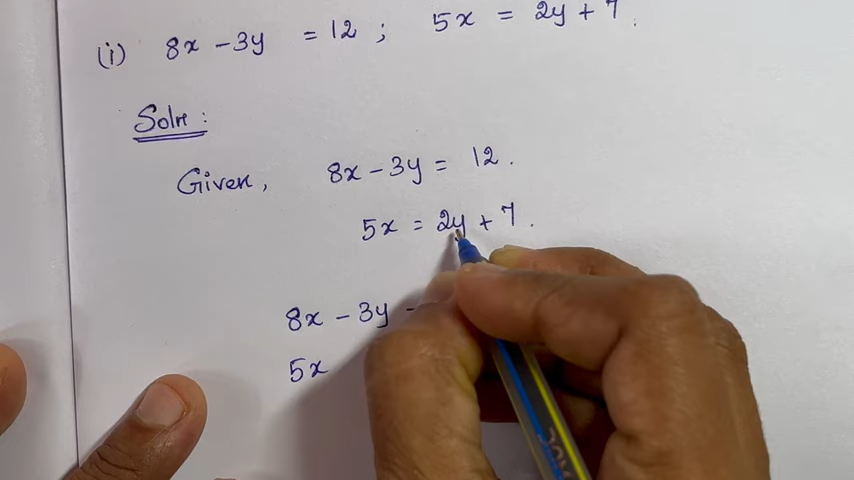 (i) 8x - 3y = 12 ; 5x = 2y + 7.
Soln :
Given, 8x - 3y = 12.
5x = 2y + 7.
8x - 3y -
5x